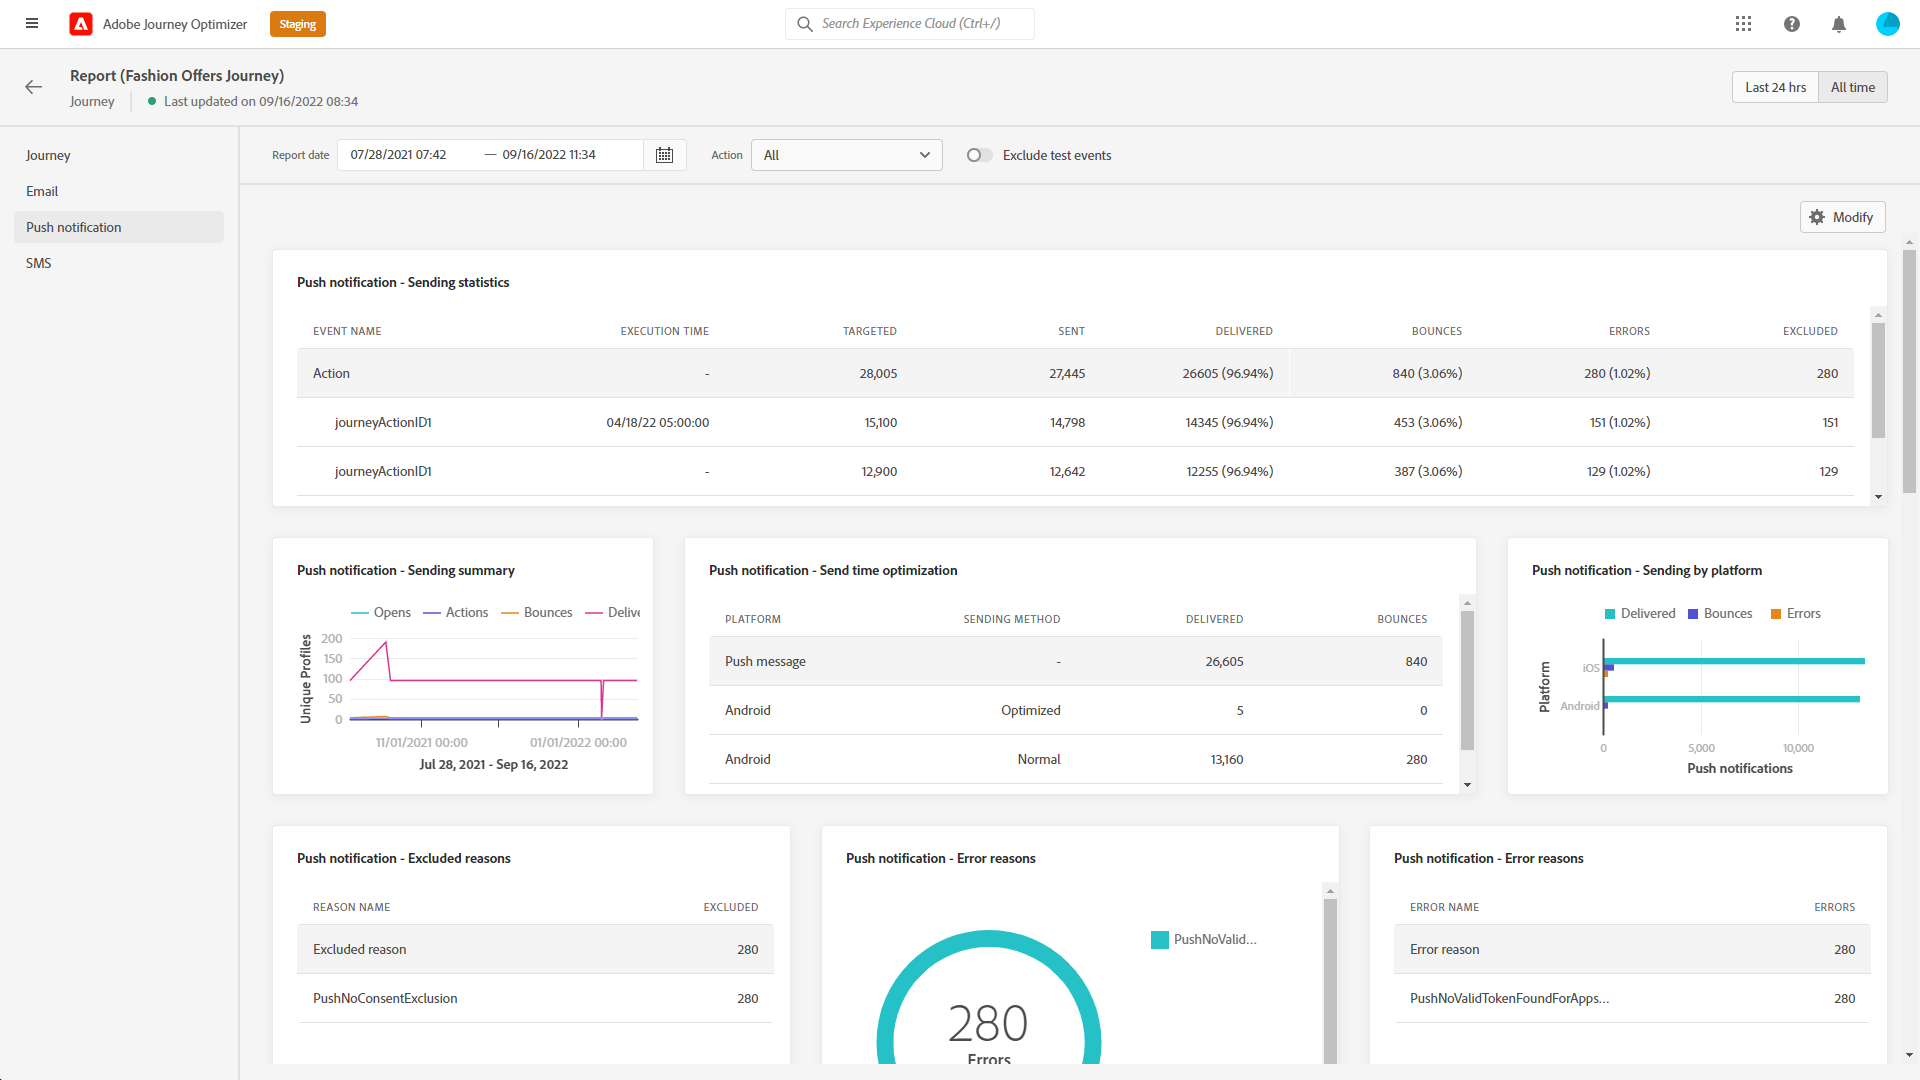 Adobe Journey Optimizer
Staging
Search Experience Cloud (Ctrl+/)
Report (Fashion Offers Journey)
Journey
Last updated on 09/16/2022 08:34
Last 24 hrs
All time
Journey
Email
Push notification
SMS
Report date
07/28/2021 07:42 — 09/16/2022 11:34
Action
All
Exclude test events
Modify
Push notification - Sending statistics
EVENT NAME EXECUTION TIME TARGETED SENT DELIVERED BOUNCES ERRORS EXCLUDED
Action - 28,005 27,445 26605 (96.94%) 840 (3.06%) 280 (1.02%) 280
journeyActionID1 04/18/22 05:00:00 15,100 14,798 14345 (96.94%) 453 (3.06%) 151 (1.02%) 151
journeyActionID1 - 12,900 12,642 12255 (96.94%) 387 (3.06%) 129 (1.02%) 129
Push notification - Sending summary
Opens Actions Bounces Delive
Unique Profiles
200
150
100
50
0
11/01/2021 00:00 01/01/2022 00:00
Jul 28, 2021 - Sep 16, 2022
Push notification - Send time optimization
PLATFORM SENDING METHOD DELIVERED BOUNCES
Push message - 26,605 840
Android Optimized 5 0
Android Normal 13,160 280
Push notification - Sending by platform
Delivered Bounces Errors
Platform
iOS
Android
0 5,000 10,000
Push notifications
Push notification - Excluded reasons
REASON NAME EXCLUDED
Excluded reason 280
PushNoConsentExclusion 280
Push notification - Error reasons
PushNoValid...
280
Errors
Push notification - Error reasons
ERROR NAME ERRORS
Error reason 280
PushNoValidTokenFoundForApps... 280